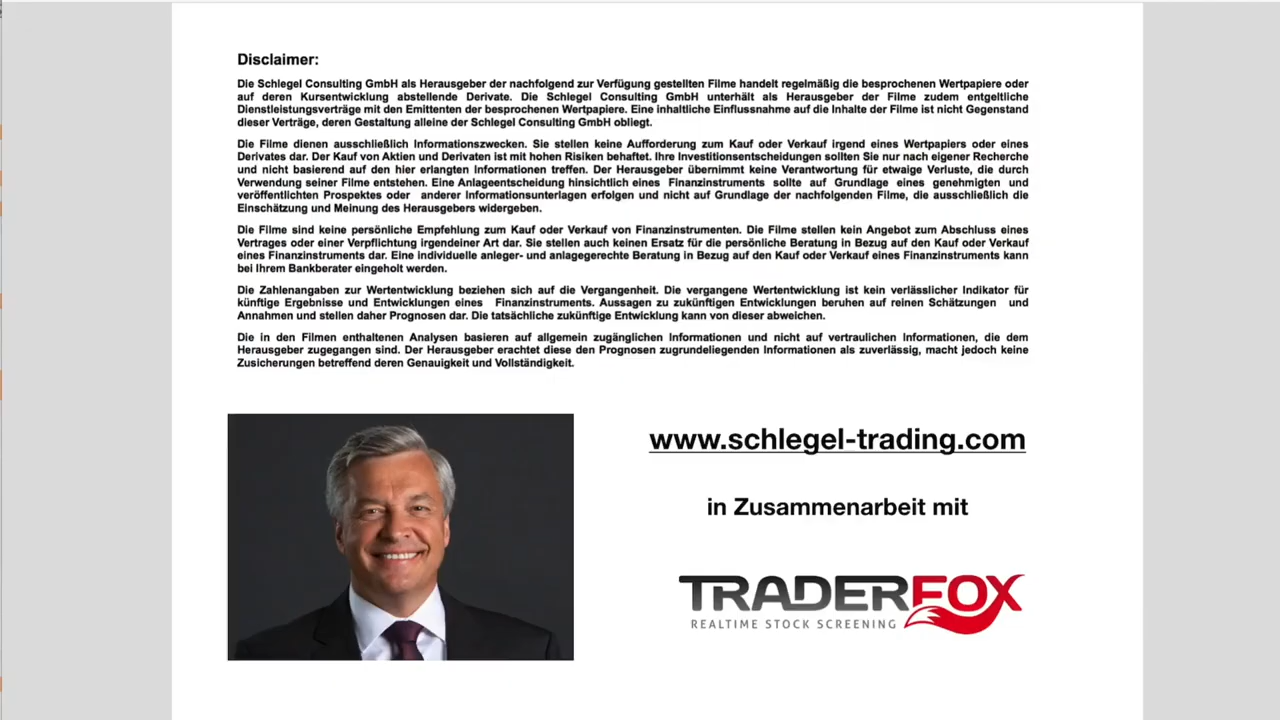 Disclaimer:
Die Schlegel Consulting GmbH als Herausgeber der nachfolgend zur Verfügung gestellten Filme handelt regelmäßig die besprochenen Wertpapiere oder
auf deren Kursentwicklung abstellende Derivate. Die Schlegel Consulting GmbH unterhält als Herausgeber der Filme zudem entgeltliche
Dienstleistungsverträge mit den Emittenten der besprochenen Wertpapiere. Eine inhaltliche Einflussnahme auf die Inhalte der Filme ist nicht Gegenstand
dieser Verträge, deren Gestaltung alleine der Schlegel Consulting GmbH obliegt.
Die Filme dienen ausschließlich Informationszwecken. Sie stellen keine Aufforderung zum Kauf oder Verkauf irgend eines Wertpapiers oder eines
Derivates dar. Der Kauf von Aktien und Derivaten ist mit hohen Risiken behaftet. Ihre Investitionsentscheidungen sollten Sie nur nach eigener Recherche
und nicht basierend auf den hier erlangten Informationen treffen. Der Herausgeber übernimmt keine Verantwortung für etwaige Verluste, die durch
Verwendung seiner Filme entstehen. Eine Anlageentscheidung hinsichtlich eines Finanzinstruments sollte auf Grundlage eines genehmigten und
veröffentlichten Prospektes oder anderer Informationsunterlagen erfolgen und nicht auf Grundlage der nachfolgenden Filme, die ausschließlich die
Einschätzung und Meinung des Herausgebers widergeben.
Die Filme sind keine persönliche Empfehlung zum Kauf oder Verkauf von Finanzinstrumenten. Die Filme stellen kein Angebot zum Abschluss eines
Vertrages oder einer Verpflichtung irgendeiner Art dar. Sie stellen auch keinen Ersatz für die persönliche Beratung in Bezug auf den Kauf oder Verkauf
eines Finanzinstruments dar. Eine individuelle anleger- und anlagegerechte Beratung in Bezug auf den Kauf oder Verkauf eines Finanzinstruments kann
bei Ihrem Bankberater eingeholt werden.
Die Zahlenangaben zur Wertentwicklung beziehen sich auf die Vergangenheit. Die vergangene Wertentwicklung ist kein verlässlicher Indikator für
künftige Ergebnisse und Entwicklungen eines Finanzinstruments. Aussagen zu zukünftigen Entwicklungen beruhen auf reinen Schätzungen und
Annahmen und stellen daher Prognosen dar. Die tatsächliche zukünftige Entwicklung kann von dieser abweichen.
Die in den Filmen enthaltenen Analysen basieren auf allgemein zugänglichen Informationen und nicht auf vertraulichen Informationen, die dem
Herausgeber zugegangen sind. Der Herausgeber erachtet diese den Prognosen zugrundeliegenden Informationen als zuverlässig, macht jedoch keine
Zusicherungen betreffend deren Genauigkeit und Vollständigkeit.
www.schlegel-trading.com
in Zusammenarbeit mit
TRADERFOX
REALTIME STOCK SCREENING